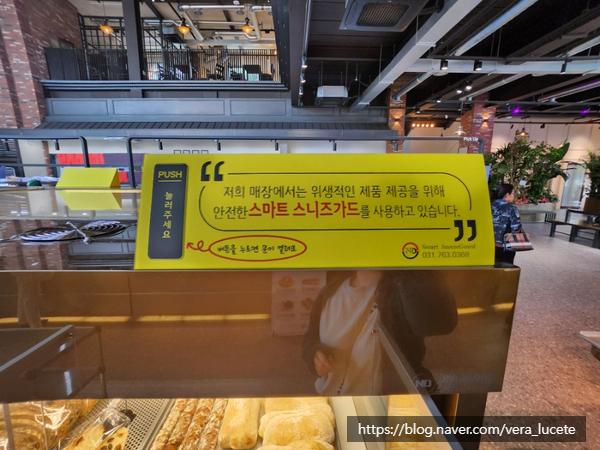 PUSH
눌러주세요
저희 매장에서는 위생적인 제품 제공을 위해
안전한 스마트 스니즈가드를 사용하고 있습니다.
버튼을 누르면 문이 열려요
Smart SneezeGuard
031.763.0368
https://blog.naver.com/vera_lucete